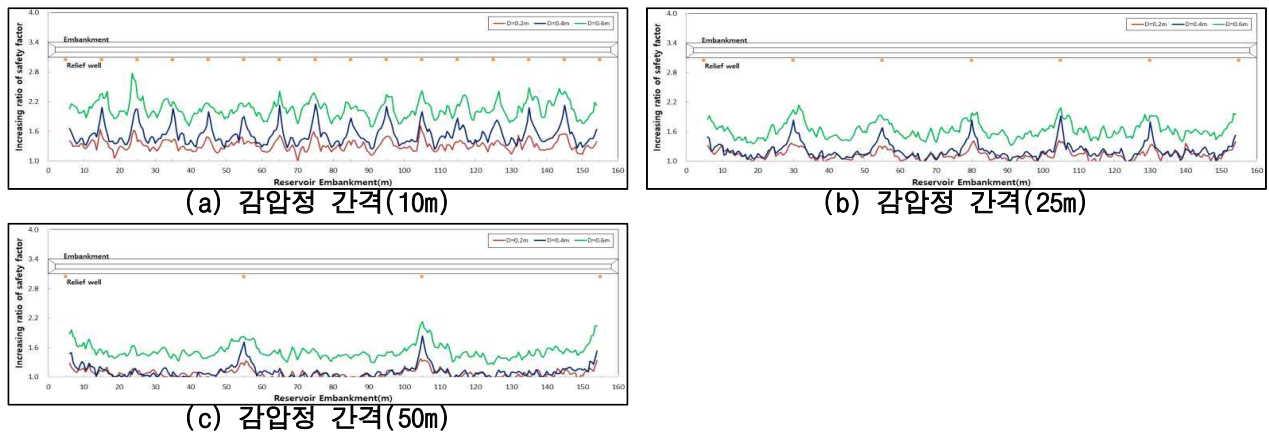 Increasing ratio of safety factor
4.0
3.4
2.8
2.2
1.6
1.0
D=0.2m D=0.4m D=0.6m
Embankment
Relief well
0 10 20 30 40 50 60 70 80 90 100 110 120 130 140 150 160
Reservoir Embankment(m)
(a) 감압정 간격(10m)
Increasing ratio of safety factor
4.0
3.4
2.8
2.2
1.6
1.0
D=0.2m D=0.4m D=0.6m
Embankment
Relief well
0 10 20 30 40 50 60 70 80 90 100 110 120 130 140 150 160
Reservoir Embankment(m)
(b) 감압정 간격(25m)
Increasing ratio of safety factor
4.0
3.4
2.8
2.2
1.6
1.0
D=0.2m D=0.4m D=0.6m
Embankment
Relief well
0 10 20 30 40 50 60 70 80 90 100 110 120 130 140 150 160
Reservoir Embankment(m)
(c) 감압정 간격(50m)